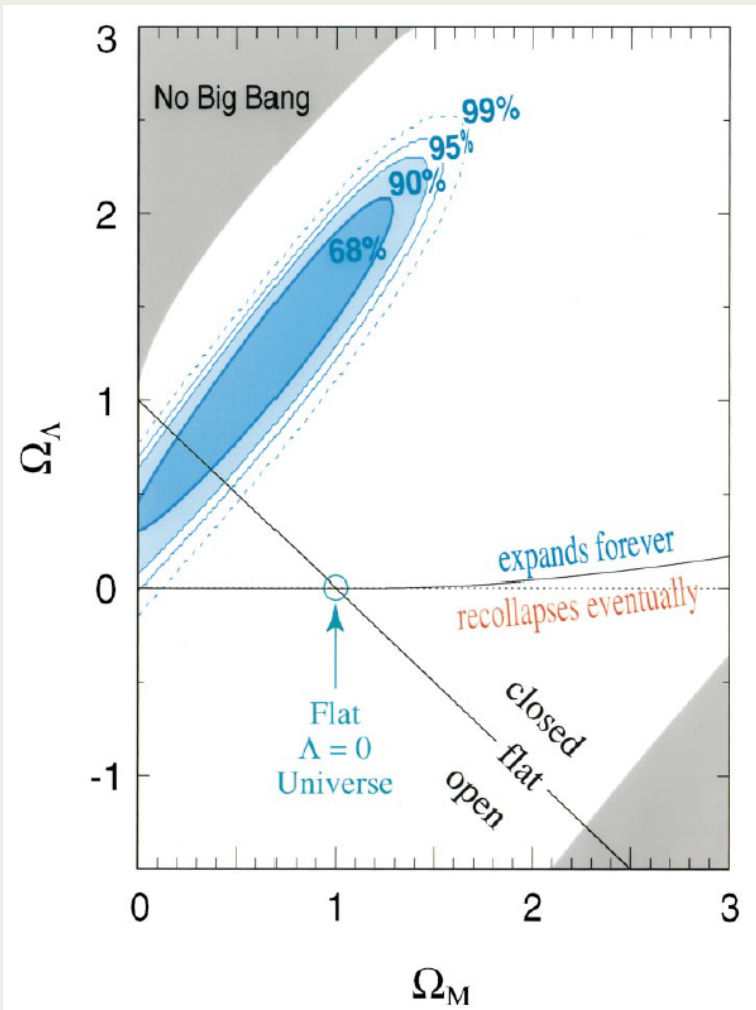 3
No Big Bang
99%
95%
90%
2
68%
1
Ω_Λ
expands forever
0
recollapses eventually
Flat
Λ = 0
Universe
closed
flat
open
-1
0
1
2
3
Ω_M